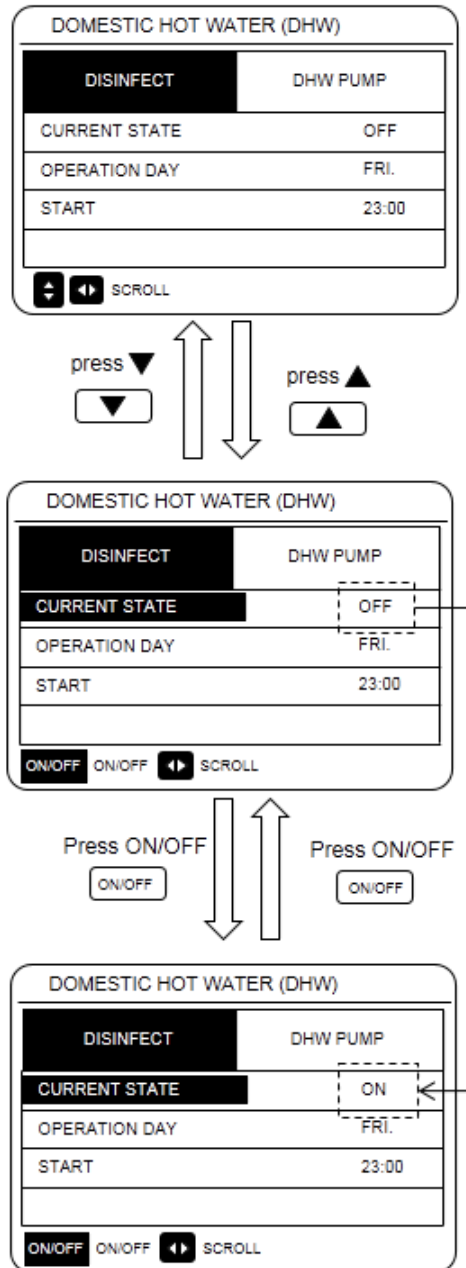 DOMESTIC HOT WATER (DHW)
DISINFECT DHW PUMP
CURRENT STATE OFF
OPERATION DAY FRI.
START 23:00
SCROLL
press ▼
▼
press ▲
▲
DOMESTIC HOT WATER (DHW)
DISINFECT DHW PUMP
CURRENT STATE OFF
OPERATION DAY FRI.
START 23:00
ON/OFF ON/OFF SCROLL
Press ON/OFF
ON/OFF
Press ON/OFF
ON/OFF
DOMESTIC HOT WATER (DHW)
DISINFECT DHW PUMP
CURRENT STATE ON
OPERATION DAY FRI.
START 23:00
ON/OFF ON/OFF SCROLL